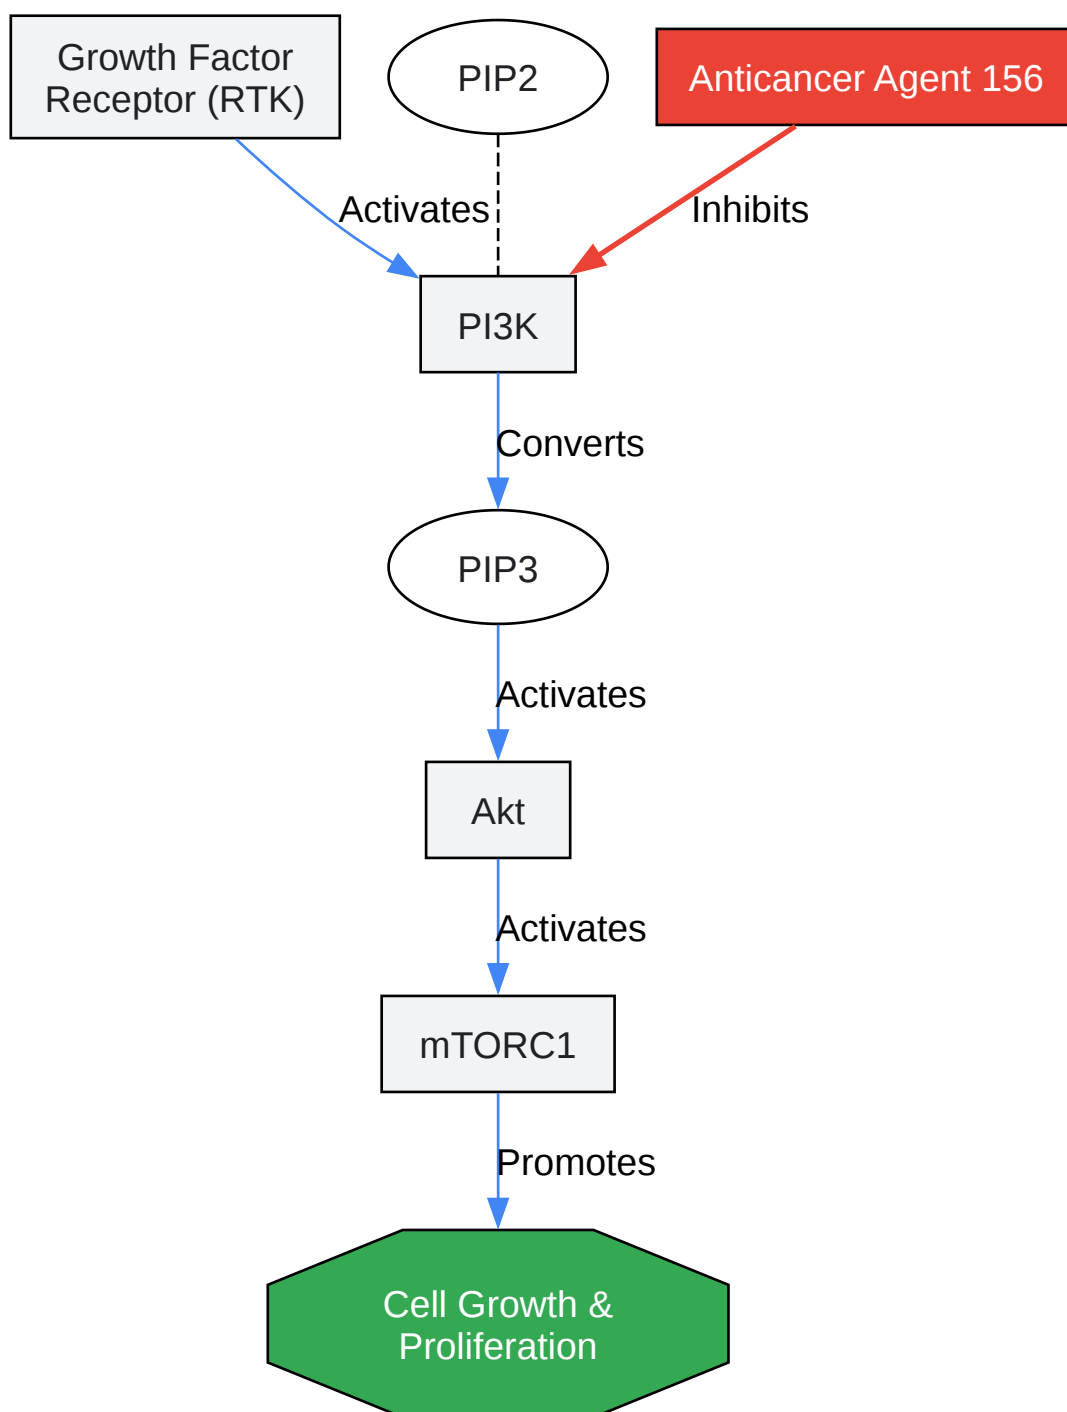 Growth Factor
Receptor (RTK)
PIP2
Anticancer Agent 156
Activates
Inhibits
PI3K
Converts
PIP3
Activates
Akt
Activates
mTORC1
Promotes
Cell Growth &
Proliferation